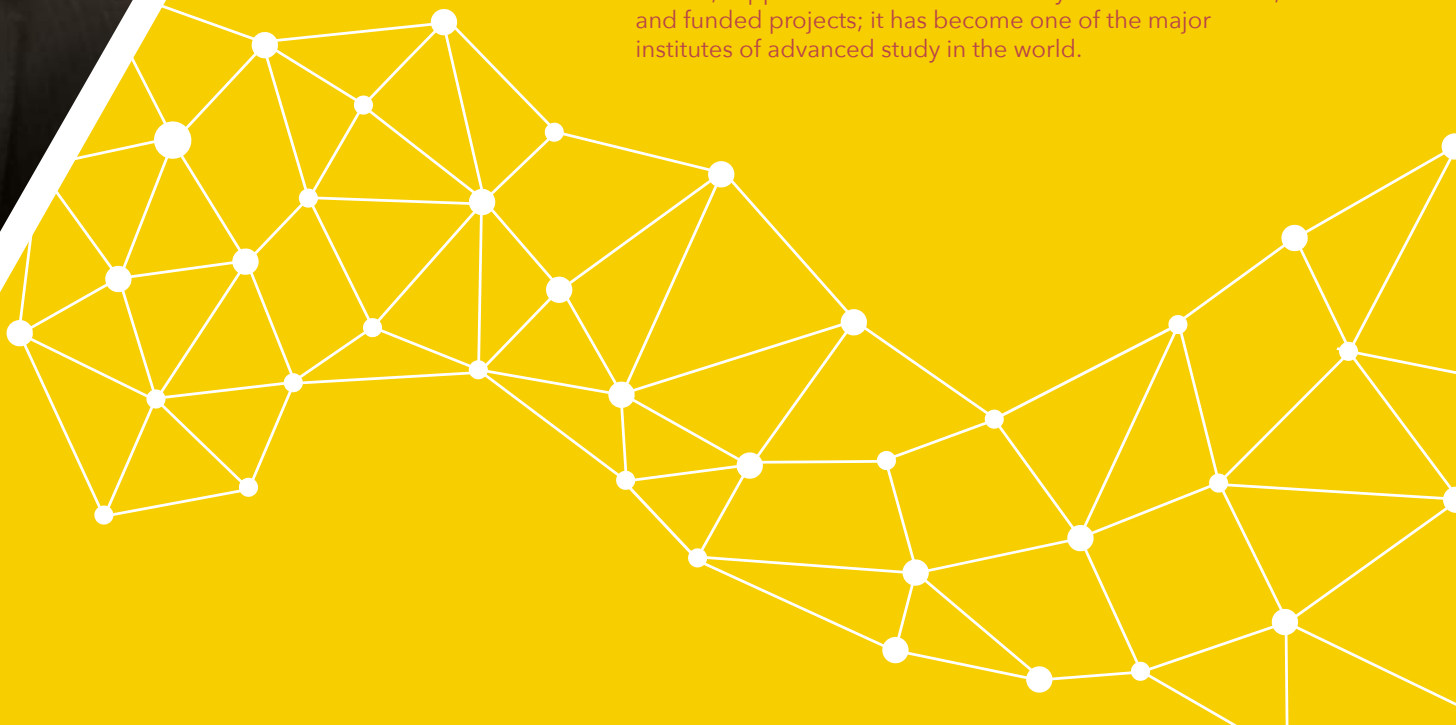 and funded projects; it has become one of the major
institutes of advanced study in the world.